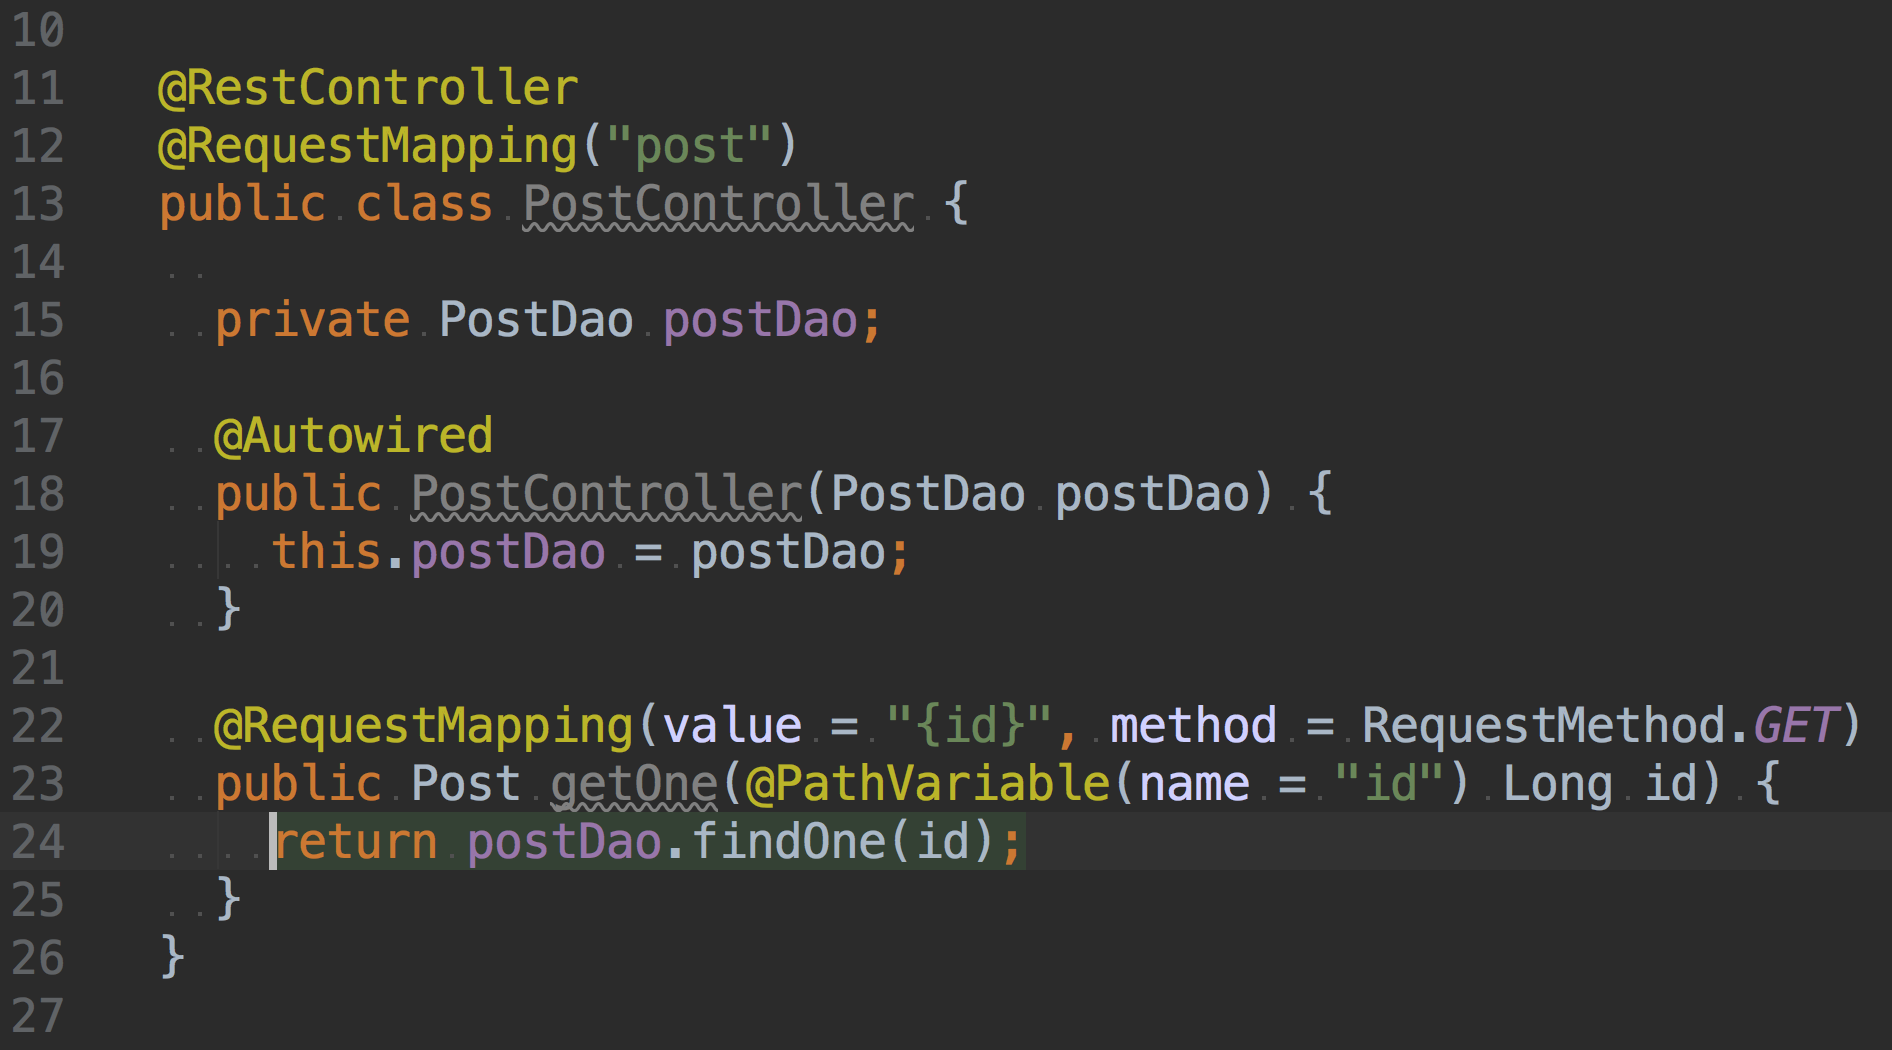 10
11 @RestController
12 @RequestMapping("post")
13 public class PostController {
14
15 private PostDao postDao;
16
17 @Autowired
18 public PostController(PostDao postDao) {
19 this.postDao = postDao;
20 }
21
22 @RequestMapping(value = "{id}", method = RequestMethod.GET)
23 public Post getOne(@PathVariable(name = "id") Long id) {
24 return postDao.findOne(id);
25 }
26 }
27